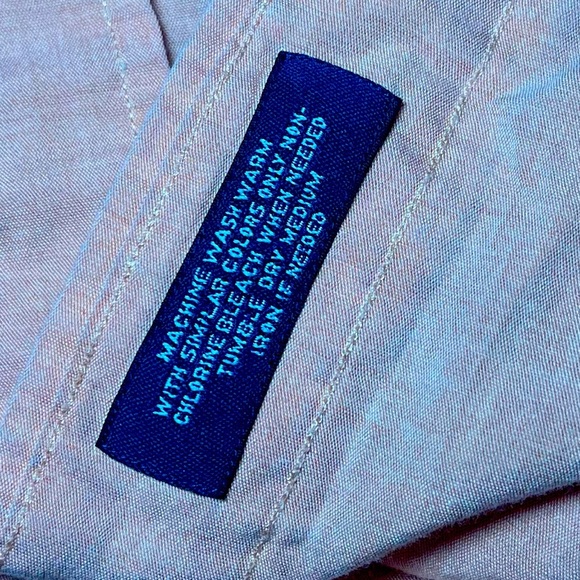 MACHINE WASH WARM
WITH SIMILAR COLORS ONLY NON-
CHLORINE BLEACH WHEN NEEDED
TUMBLE DRY MEDIUM
IRON IF NEEDED